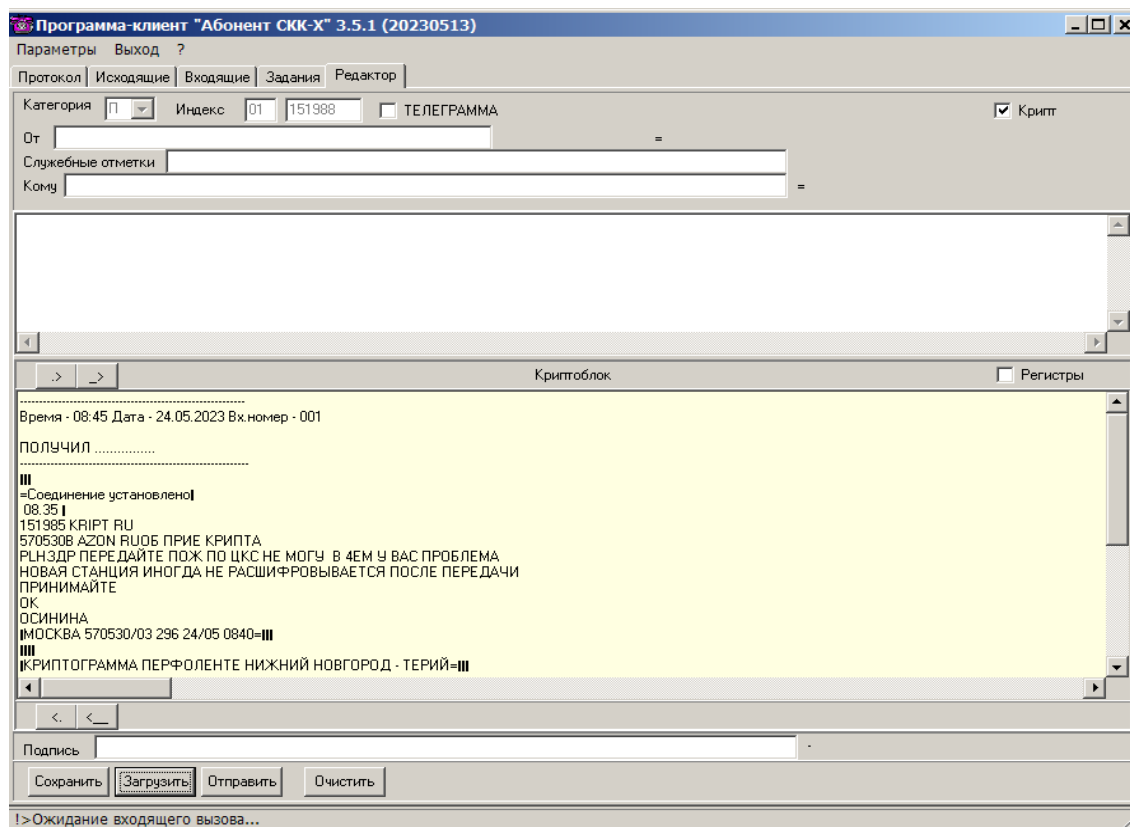 Программа-клиент "Абонент СКК-Х" 3.5.1 (20230513)
Параметры Выход ?
Протокол Исходящие Входящие Задания Редактор
Категория П Индекс 01 151988 ТЕЛЕГРАММА Крипт
От =
Служебные отметки
Кому =
.> _> Криптоблок Регистры
------------------------------------------------------------
Время - 08:45 Дата - 24.05.2023 Вх.номер - 001
ПОЛУЧИЛ ................
-------------------------------------------------------------
=Соединение установлено
08.35
151985 KRIPT RU
570530B AZON RUОБ ПРИЕ КРИПТА
PLHЗДР ПЕРЕДАЙТЕ ПОЖ ПО ЦКС НЕ МОГУ В 4ЕМ У ВАС ПРОБЛЕМА
НОВАЯ СТАНЦИЯ ИНОГДА НЕ РАСШИФРОВЫВАЕТСЯ ПОСЛЕ ПЕРЕДАЧИ
ПРИНИМАЙТЕ
ОК
ОСИНИНА
МОСКВА 570530/03 296 24/05 0840=
КРИПТОГРАММА ПЕРФОЛЕНТЕ НИЖНИЙ НОВГОРОД - ТЕРИЙ=
<. <__
Подпись -
Сохранить Загрузить Отправить Очистить
!>Ожидание входящего вызова...